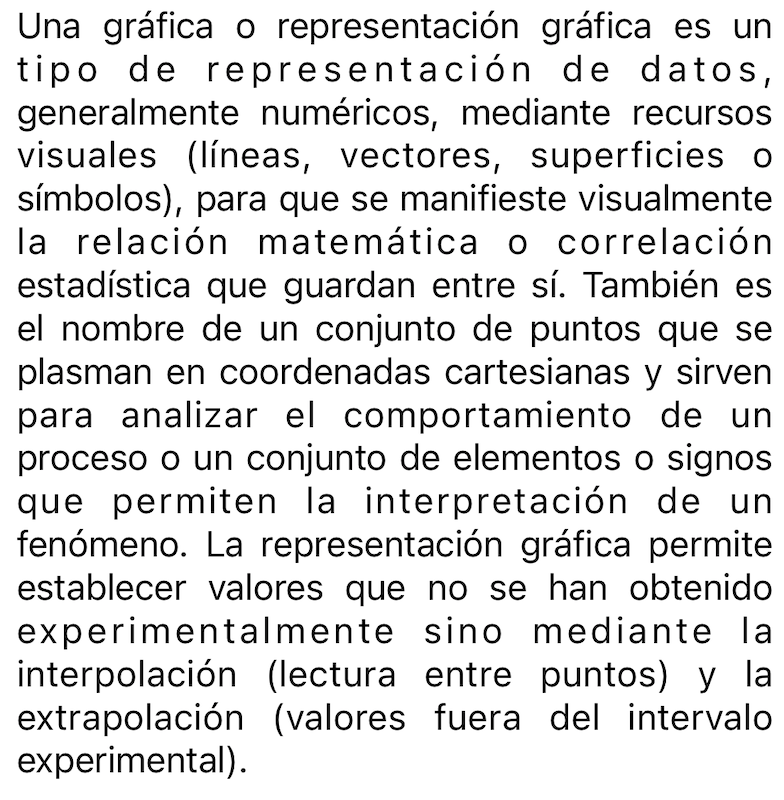 Una gráfica o representación gráfica es un
tipo de representación de datos,
generalmente numéricos, mediante recursos
visuales (líneas, vectores, superficies o
símbolos), para que se manifieste visualmente
la relación matemática o correlación
estadística que guardan entre sí. También es
el nombre de un conjunto de puntos que se
plasman en coordenadas cartesianas y sirven
para analizar el comportamiento de un
proceso o un conjunto de elementos o signos
que permiten la interpretación de un
fenómeno. La representación gráfica permite
establecer valores que no se han obtenido
experimentalmente sino mediante la
interpolación (lectura entre puntos) y la
extrapolación (valores fuera del intervalo
experimental).